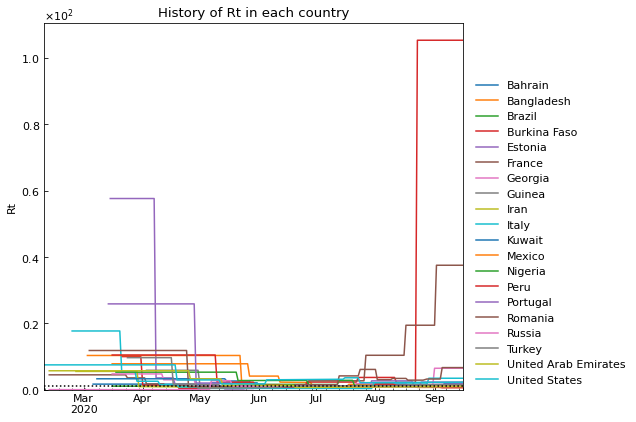 History of Rt in each country
×10²
1.0
0.8
0.6
0.4
0.2
0.0
Rt
Mar
2020
Apr
May
Jun
Jul
Aug
Sep
Bahrain
Bangladesh
Brazil
Burkina Faso
Estonia
France
Georgia
Guinea
Iran
Italy
Kuwait
Mexico
Nigeria
Peru
Portugal
Romania
Russia
Turkey
United Arab Emirates
United States